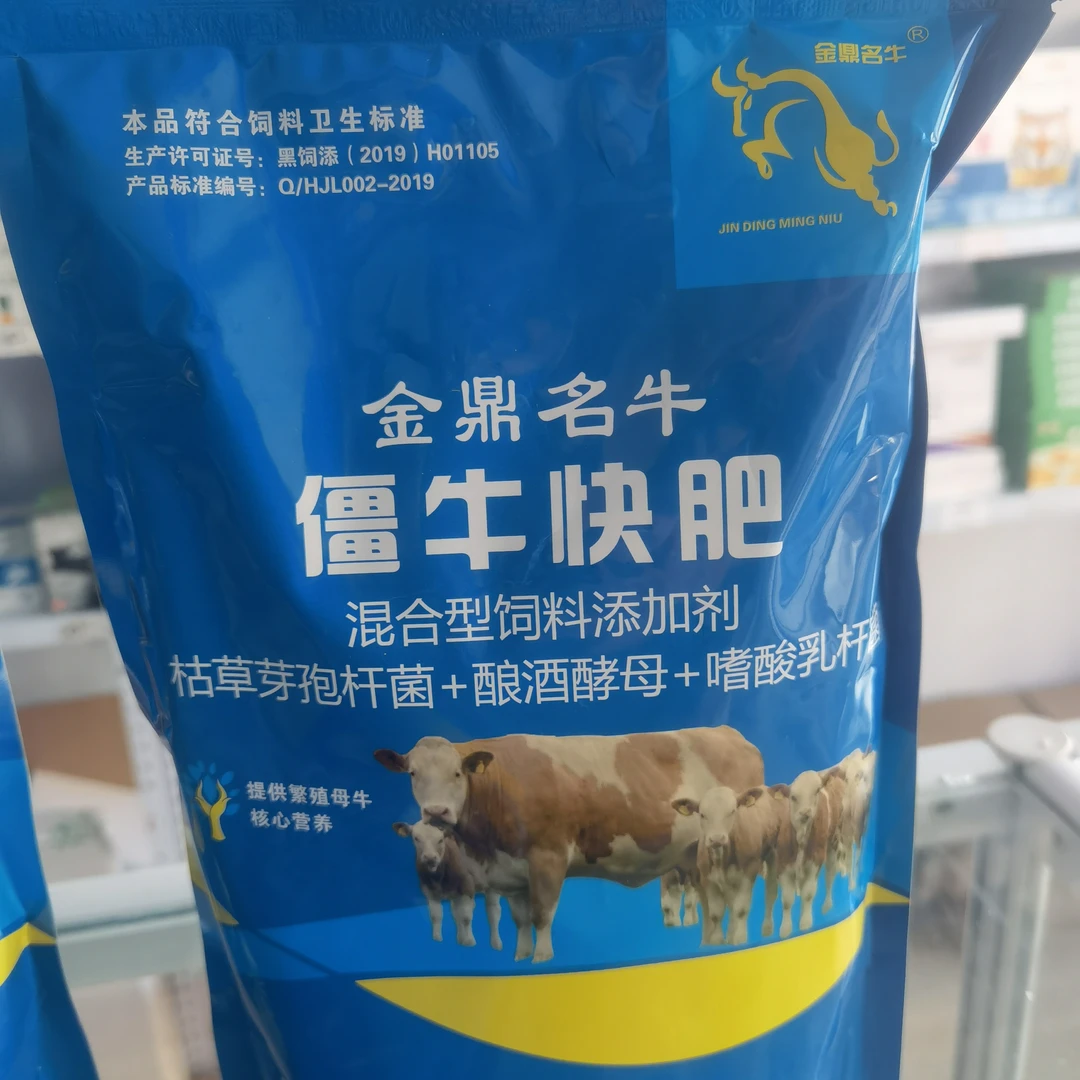 本品符合饲料卫生标准
生产许可证号：黑饲添（2019）H01105
产品标准编号：Q/HJL002-2019
金鼎名牛®
JIN DING MING NIU
金鼎名牛
僵牛快肥
混合型饲料添加剂
枯草芽孢杆菌+酿酒酵母+嗜酸乳杆菌
提供繁殖母牛
核心营养